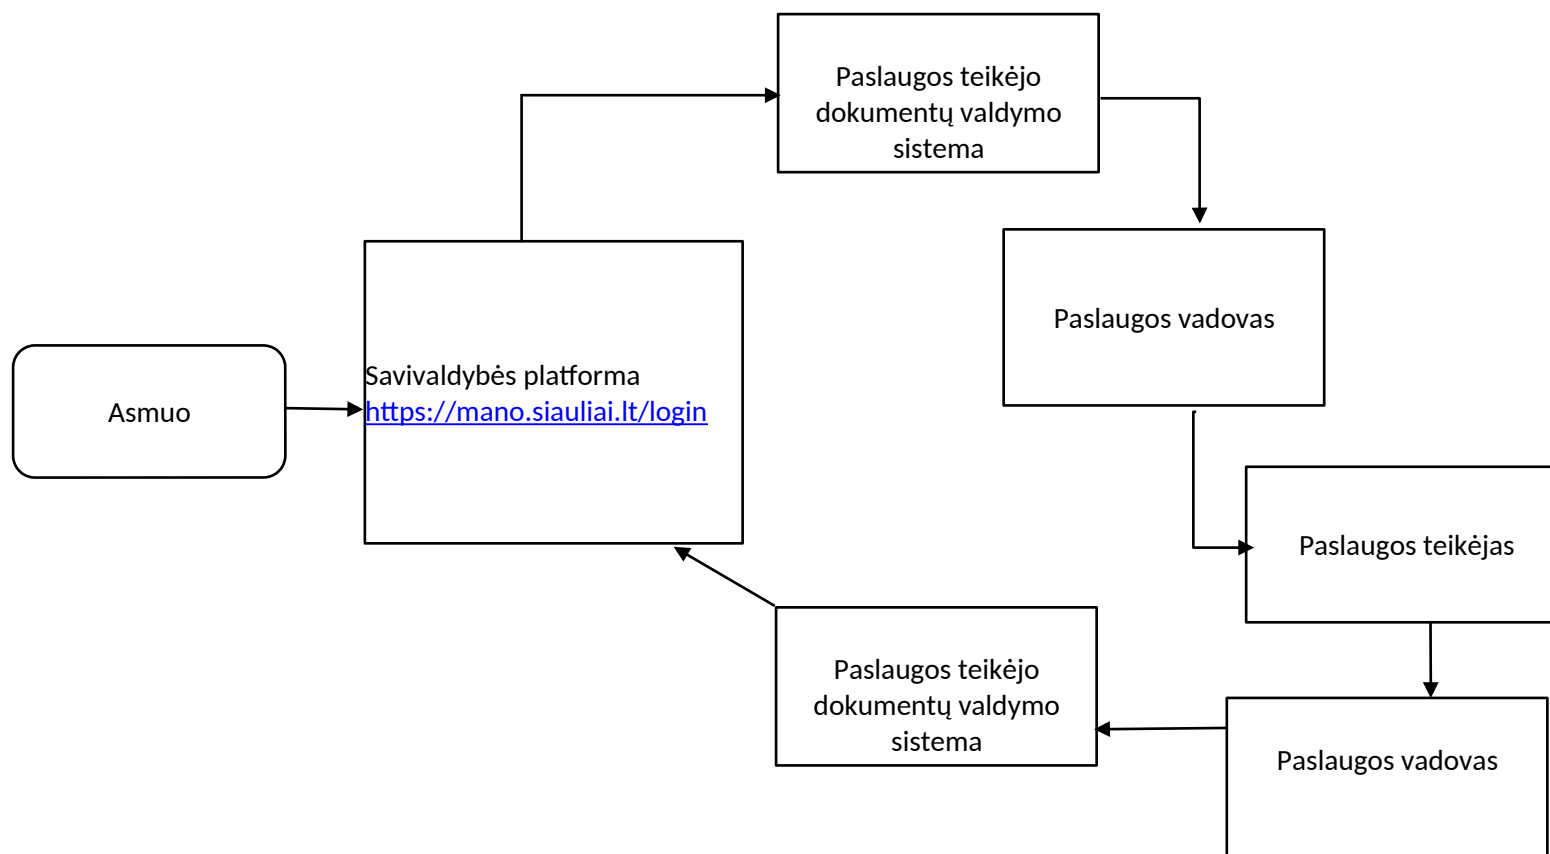 Paslaugos teikėjo
dokumentų valdymo
sistema
Paslaugos vadovas
Savivaldybės platforma
https://mano.siauliai.lt/login
Asmuo
Paslaugos teikėjas
Paslaugos teikėjo
dokumentų valdymo
sistema
Paslaugos vadovas